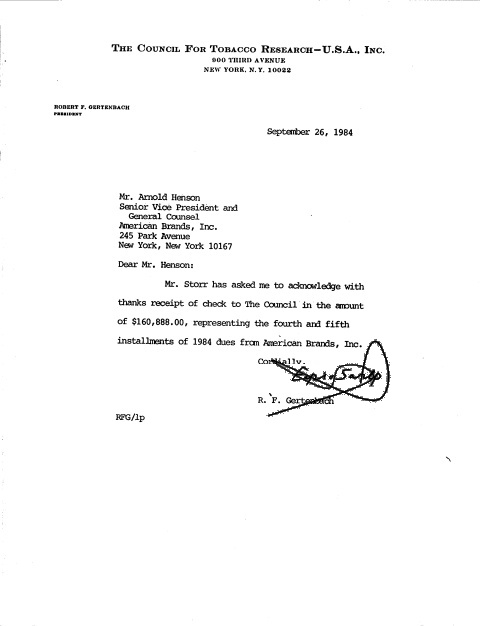 THE COUNCIL FOR TOBACCO RESEARCH—U.S.A., INC.
900 THIRD AVENUE
NEW YORK, N. Y. 10022
ROBERT F. GERTENBACH
PRESIDENT
September 26, 1984
Mr. Arnold Henson
Senior Vice President and
General Counsel
American Brands, Inc.
245 Park Avenue
New York, New York 10167
Dear Mr. Henson:
Mr. Storr has asked me to acknowledge with
thanks receipt of check to The Council in the amount
of $160,888.00, representing the fourth and fifth
installments of 1984 dues from American Brands, Inc.
Cordially,
R. F. Gertenbach
RFG/lp